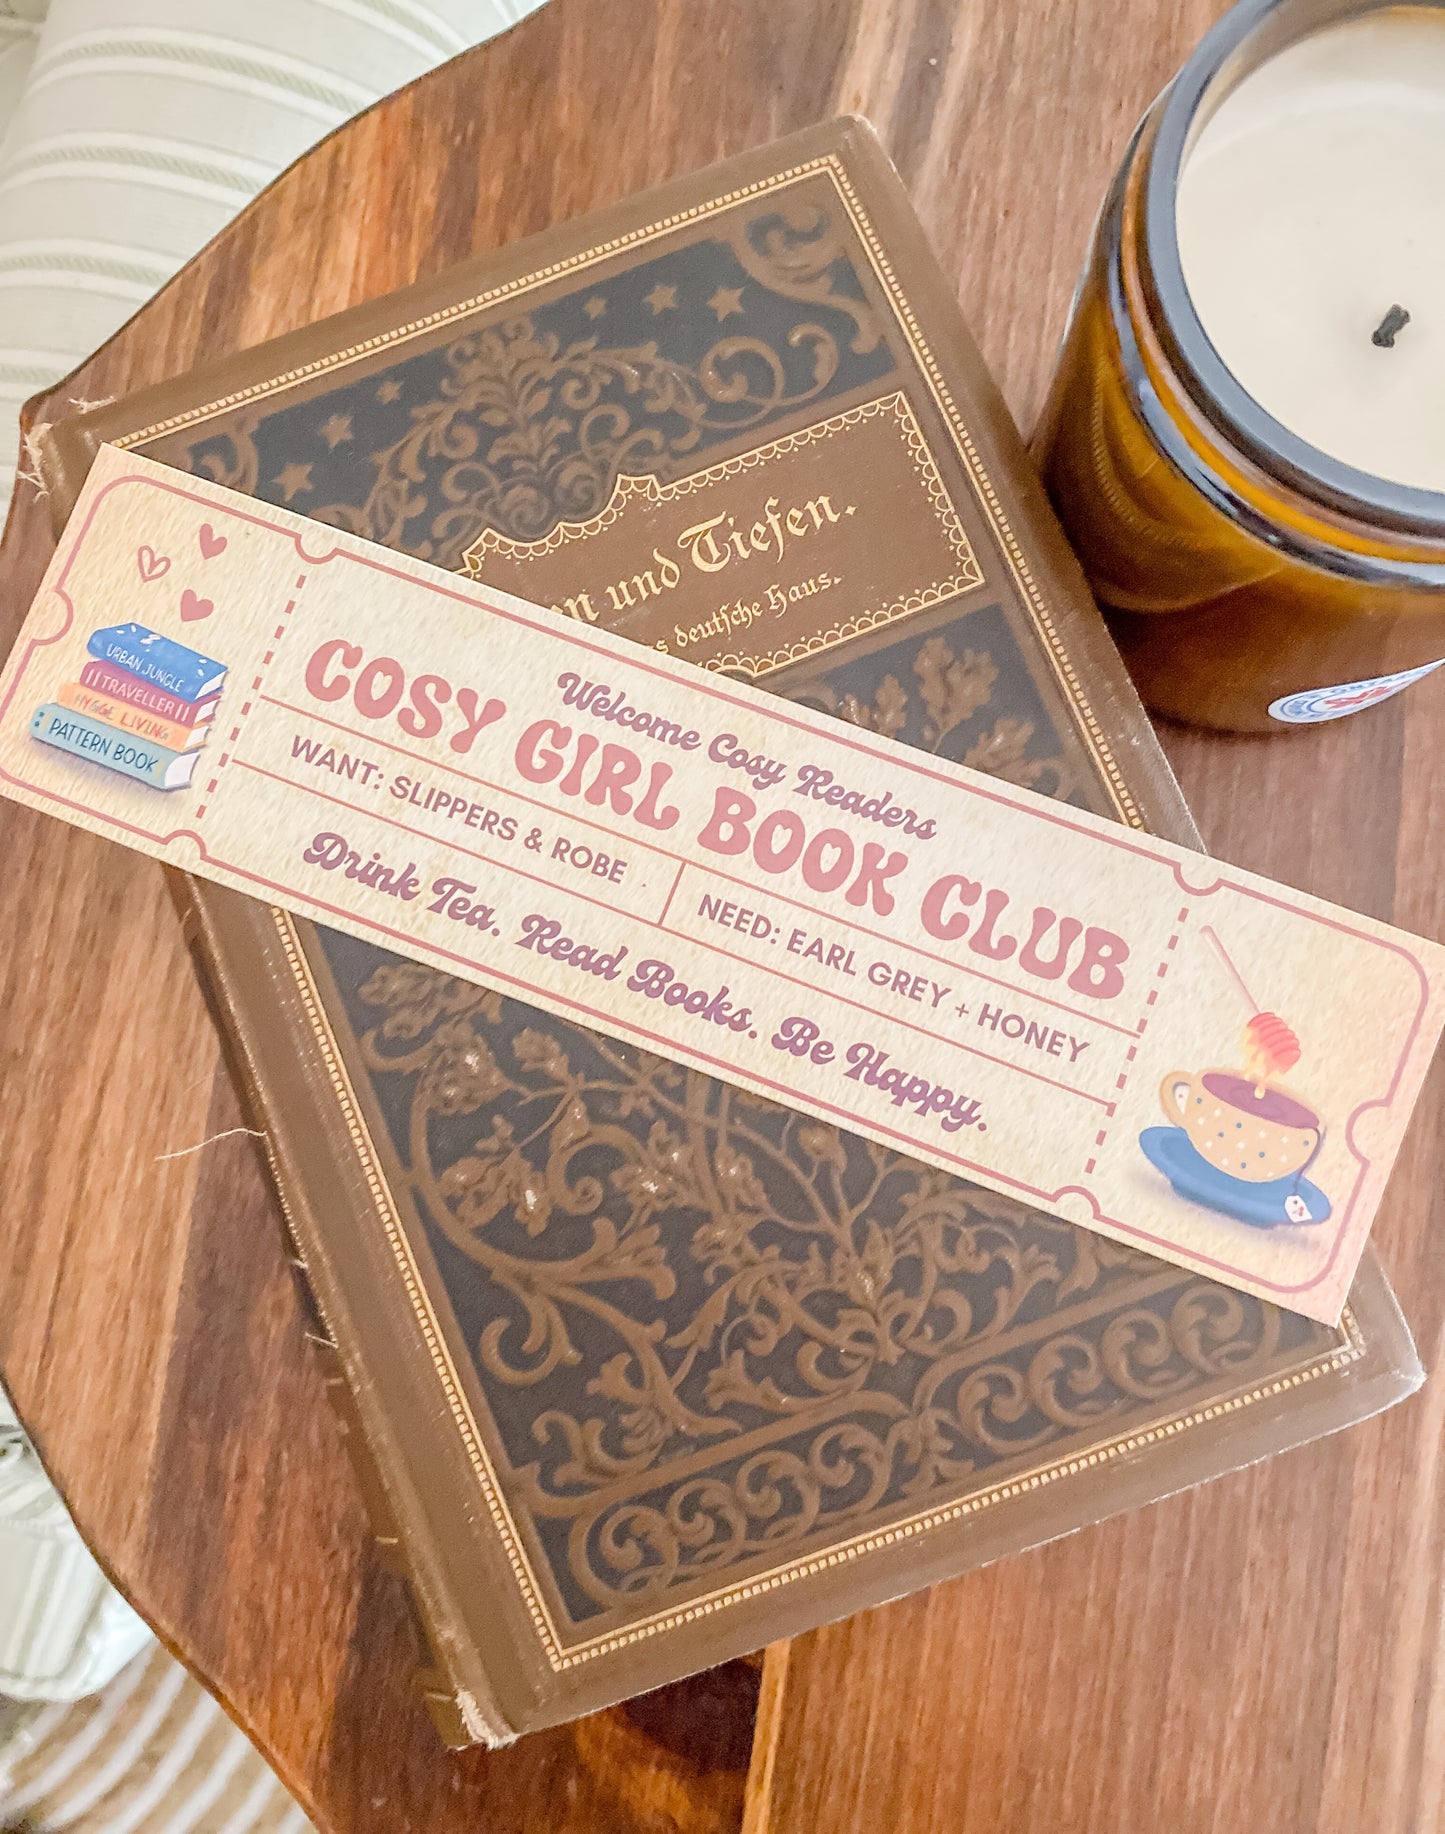 und Tiefen.
deutsche Haus.
URBAN JUNGLE
TRAVELLER
HYGGE LIVING
PATTERN BOOK
Welcome Cosy Readers
COSY GIRL BOOK CLUB
WANT: SLIPPERS & ROBE
NEED: EARL GREY + HONEY
Drink Tea. Read Books. Be Happy.